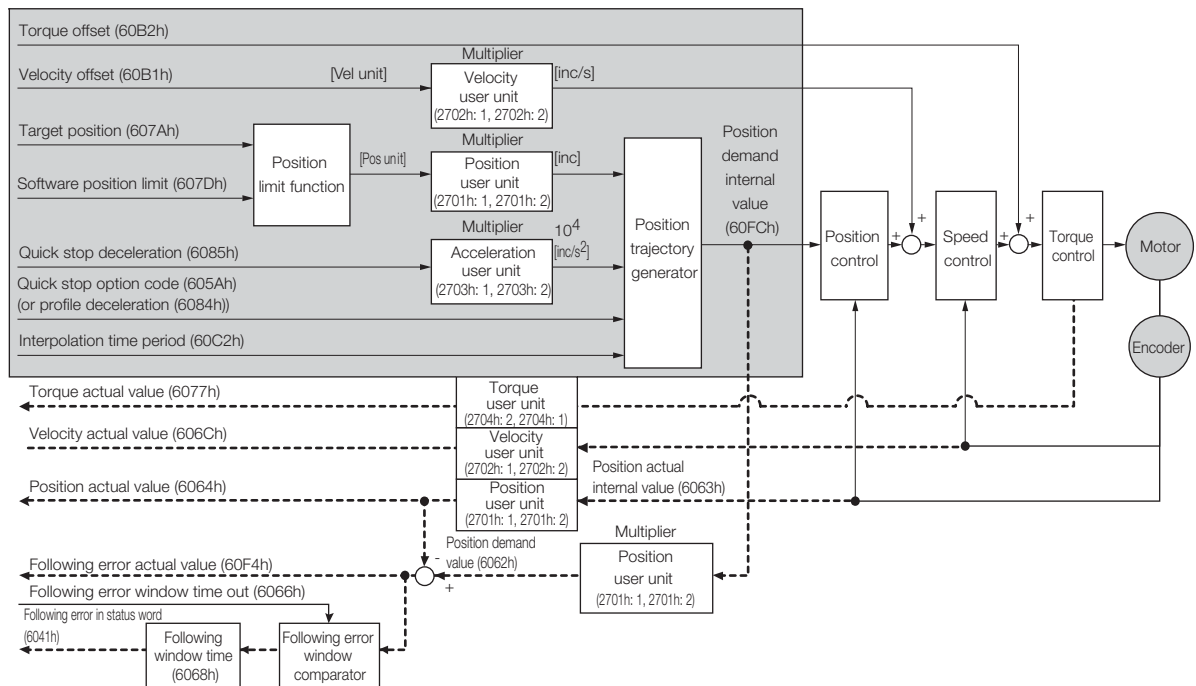 Torque offset (60B2h)
Multiplier
Velocity offset (60B1h)
[Vel unit]
Velocity
user unit
(2702h: 1, 2702h: 2)
[inc/s]
Target position (607Ah)
Software position limit (607Dh)
Position
limit function
[Pos unit]
Multiplier
Position
user unit
(2701h: 1, 2701h: 2)
[inc]
Position
demand
internal
value
(60FCh)
Quick stop deceleration (6085h)
Multiplier
Acceleration
user unit
(2703h: 1, 2703h: 2)
10⁴
[inc/s²]
Quick stop option code (605Ah)
(or profile deceleration (6084h))
Interpolation time period (60C2h)
Position
trajectory
generator
Position
control
+
+
Speed
control
+
+
Torque
control
Motor
Encoder
Torque actual value (6077h)
Torque
user unit
(2704h: 2, 2704h: 1)
Velocity actual value (606Ch)
Velocity
user unit
(2702h: 1, 2702h: 2)
Position actual value (6064h)
Position
user unit
(2701h: 1, 2701h: 2)
Position actual
internal value (6063h)
Multiplier
Position
user unit
(2701h: 1, 2701h: 2)
Position demand
value (6062h)
-
+
Following error actual value (60F4h)
Following error window time out (6066h)
Following error in status word
(6041h)
Following
window time
(6068h)
Following error
window
comparator